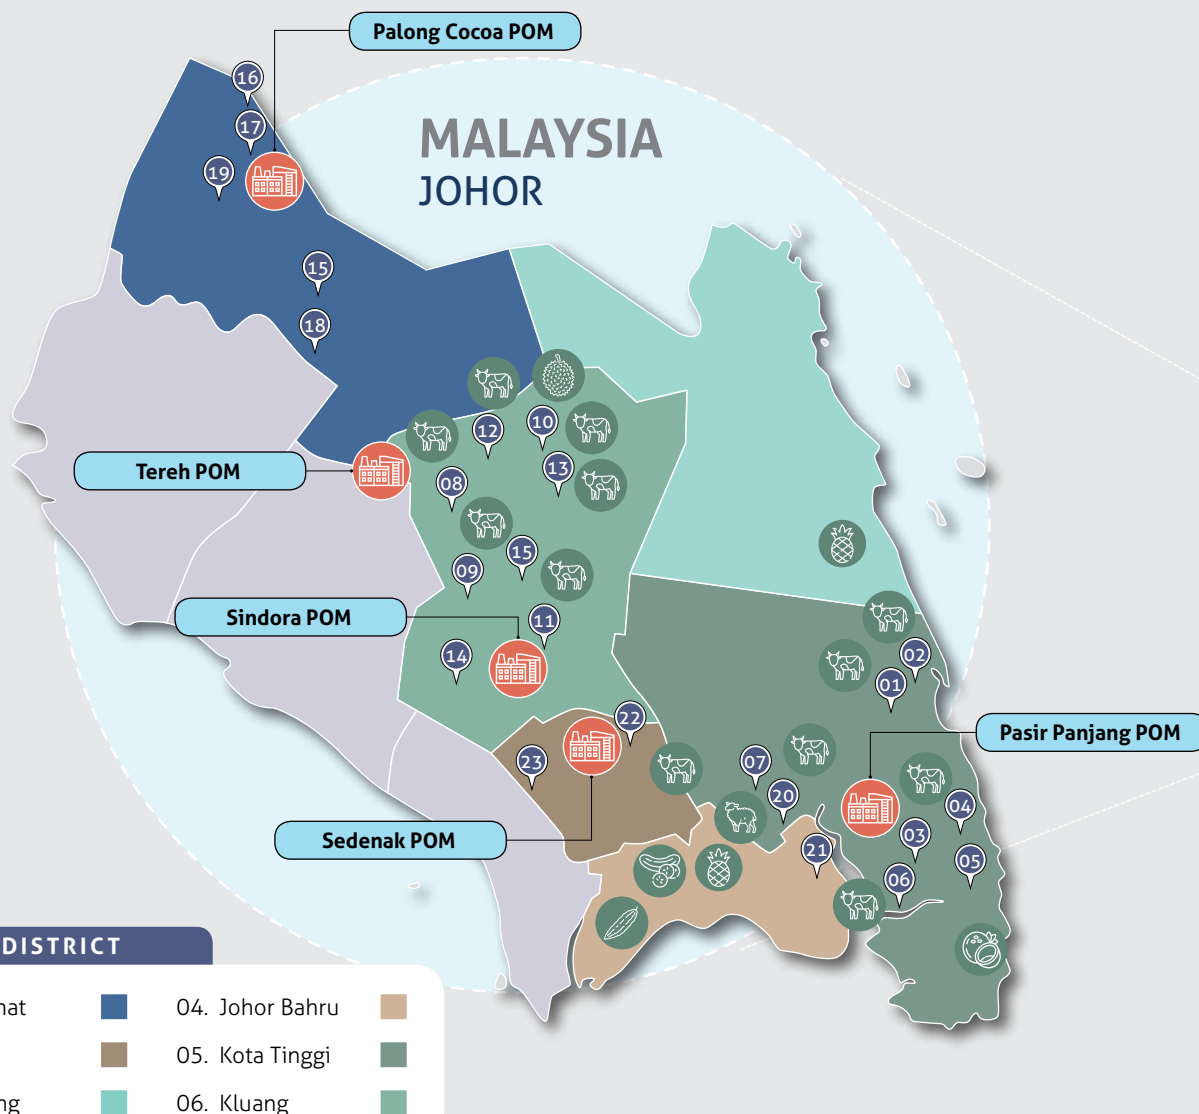 Palong Cocoa POM
16
MALAYSIA
17
JOHOR
19
15
18
10
12
Tereh POM
13
08
15
09
Sindora POM
11
02
14
01
22
Pasir Panjang POM
23
07
20
04
Sedenak POM
03
21
05
06
DISTRICT
04. Johor Bahru
05. Kota Tinggi
06. Kluang